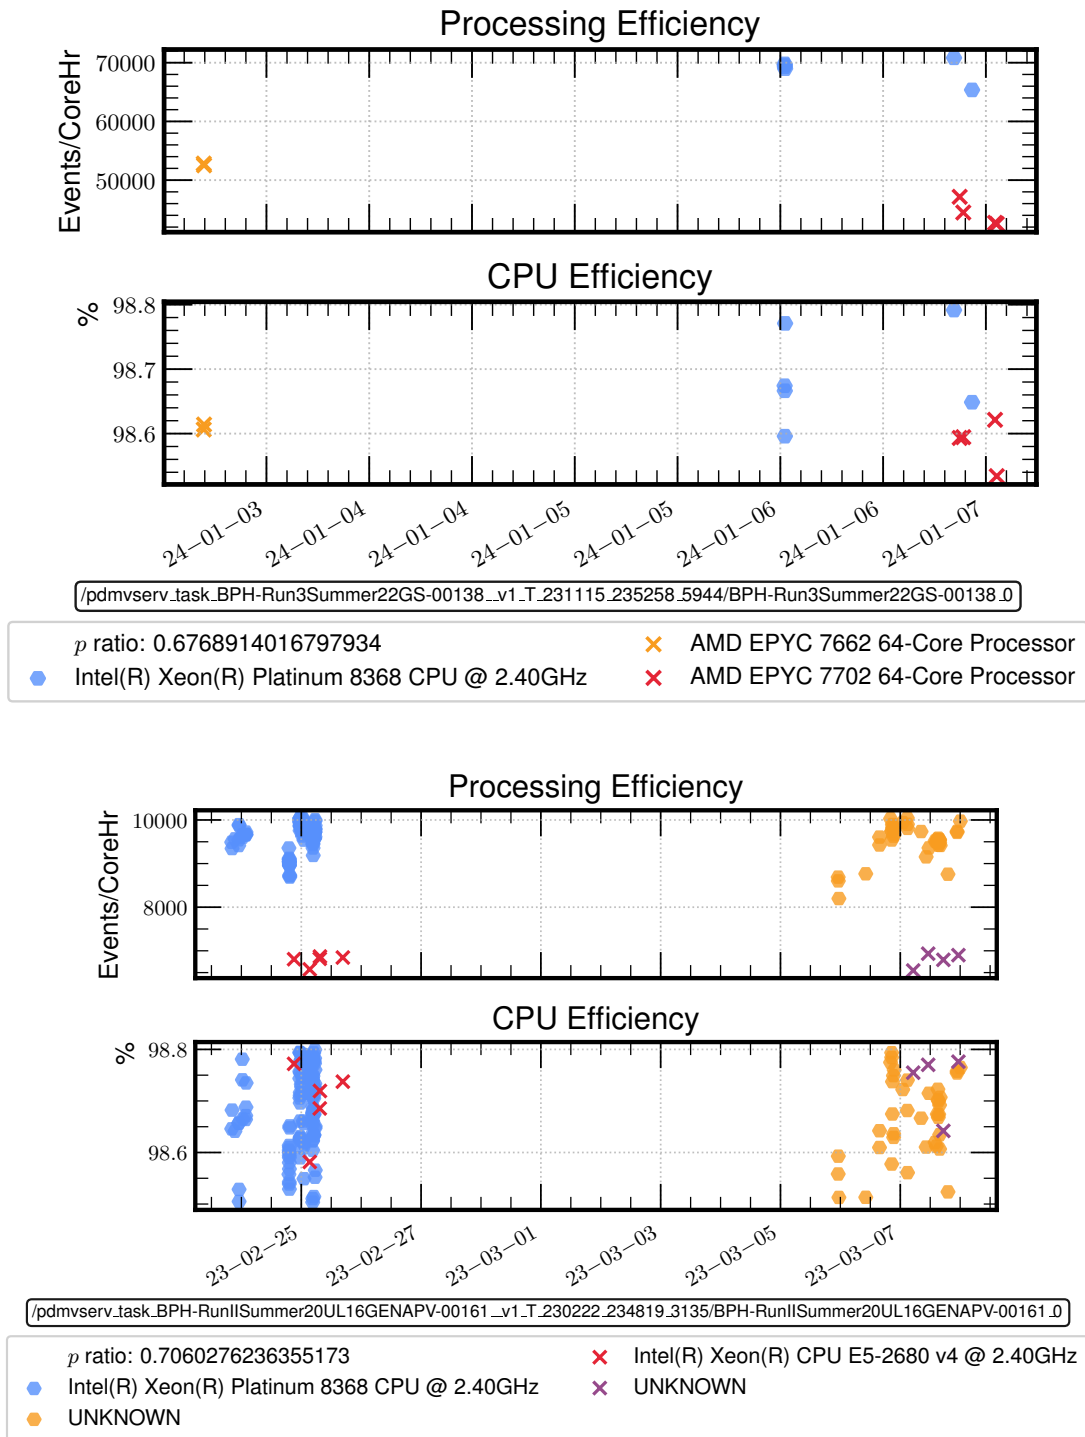 Processing Efficiency
Events/CoreHr
70000
60000
50000
CPU Efficiency
%
98.8
98.7
98.6
24−01−03
24−01−04
24−01−04
24−01−05
24−01−05
24−01−06
24−01−06
24−01−07
/pdmvserv_task_BPH-Run3Summer22GS-00138__v1_T_231115_235258_5944/BPH-Run3Summer22GS-00138_0
p ratio: 0.6768914016797934
AMD EPYC 7662 64-Core Processor
Intel(R) Xeon(R) Platinum 8368 CPU @ 2.40GHz
AMD EPYC 7702 64-Core Processor
Processing Efficiency
Events/CoreHr
10000
8000
CPU Efficiency
%
98.8
98.6
23−02−25
23−02−27
23−03−01
23−03−03
23−03−05
23−03−07
/pdmvserv_task_BPH-RunIISummer20UL16GENAPV-00161__v1_T_230222_234819_3135/BPH-RunIISummer20UL16GENAPV-00161_0
p ratio: 0.7060276236355173
Intel(R) Xeon(R) CPU E5-2680 v4 @ 2.40GHz
Intel(R) Xeon(R) Platinum 8368 CPU @ 2.40GHz
UNKNOWN
UNKNOWN